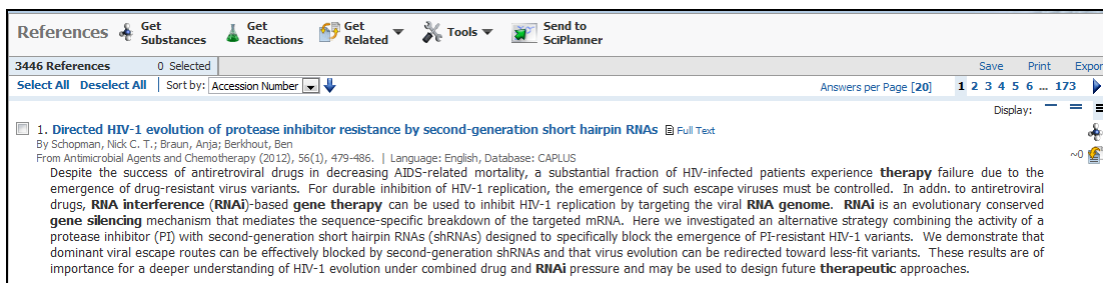 References Get Substances Get Reactions Get Related Tools Send to SciPlanner
3446 References 0 Selected Save Print Expor
Select All Deselect All Sort by: Accession Number Answers per Page [20] 1 2 3 4 5 6 ... 173
Display:
1. Directed HIV-1 evolution of protease inhibitor resistance by second-generation short hairpin RNAs Full Text
By Schopman, Nick C. T.; Braun, Anja; Berkhout, Ben
From Antimicrobial Agents and Chemotherapy (2012), 56(1), 479-486. | Language: English, Database: CAPLUS
~0
Despite the success of antiretroviral drugs in decreasing AIDS-related mortality, a substantial fraction of HIV-infected patients experience therapy failure due to the
emergence of drug-resistant virus variants. For durable inhibition of HIV-1 replication, the emergence of such escape viruses must be controlled. In addn. to antiretroviral
drugs, RNA interference (RNAi)-based gene therapy can be used to inhibit HIV-1 replication by targeting the viral RNA genome. RNAi is an evolutionary conserved
gene silencing mechanism that mediates the sequence-specific breakdown of the targeted mRNA. Here we investigated an alternative strategy combining the activity of a
protease inhibitor (PI) with second-generation short hairpin RNAs (shRNAs) designed to specifically block the emergence of PI-resistant HIV-1 variants. We demonstrate that
dominant viral escape routes can be effectively blocked by second-generation shRNAs and that virus evolution can be redirected toward less-fit variants. These results are of
importance for a deeper understanding of HIV-1 evolution under combined drug and RNAi pressure and may be used to design future therapeutic approaches.